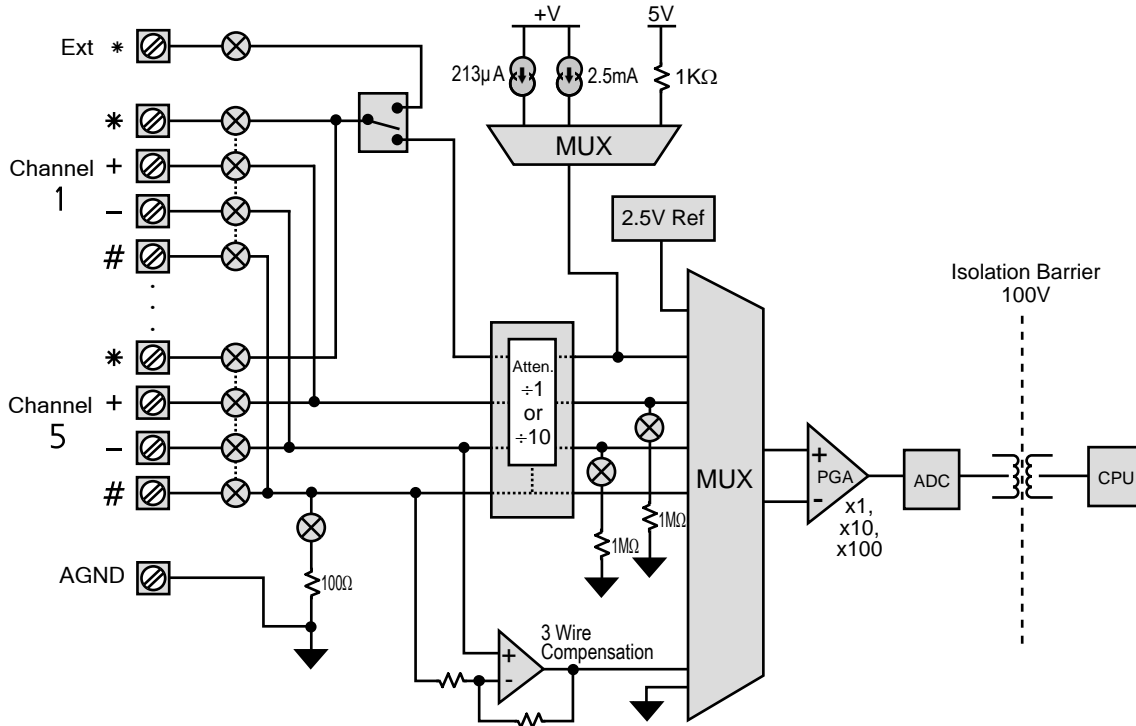 Ext *
+V
5V
213µA
2.5mA
1KΩ
MUX
*
Channel +
1
−
#
2.5V Ref
.
.
.
Isolation Barrier
100V
*
Channel +
5
−
#
Atten.
÷1
or
÷10
MUX
+
PGA
-
x1,
x10,
x100
ADC
CPU
1MΩ
1MΩ
100Ω
AGND
3 Wire
Compensation
+
-